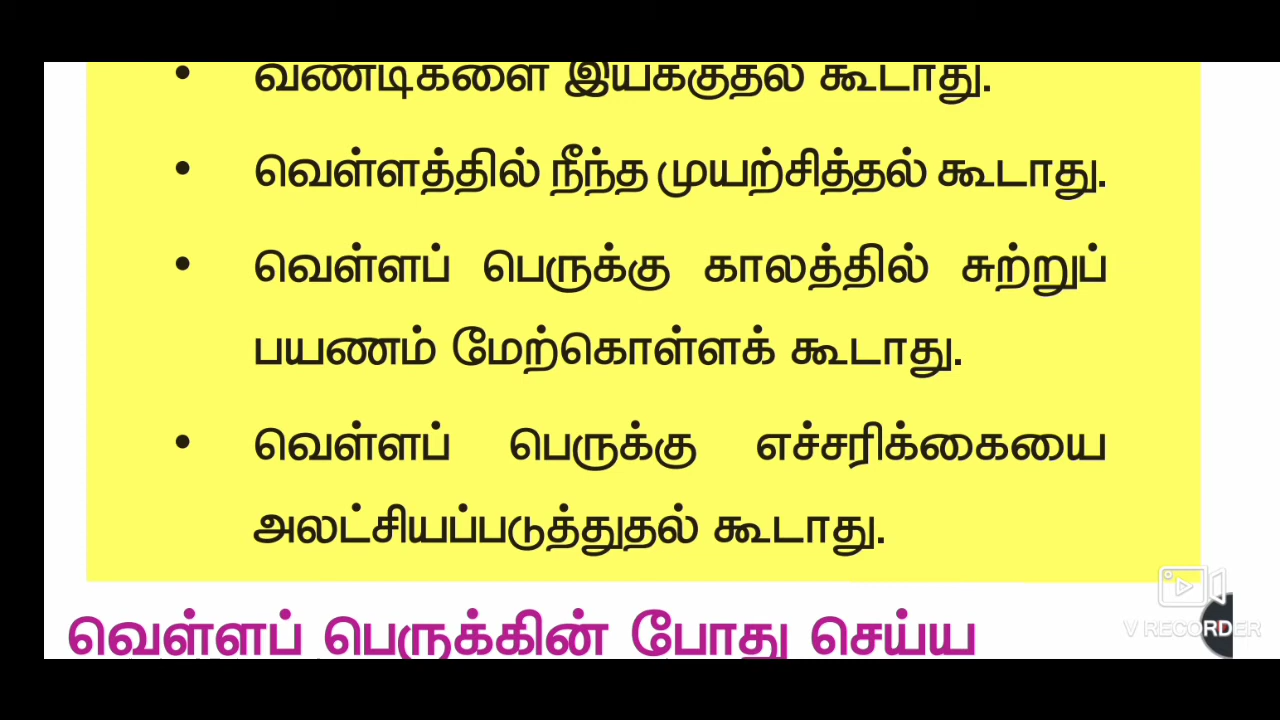 • வண்டிகளை இயக்குதல் கூடாது.
• வெள்ளத்தில் நீந்த முயற்சித்தல் கூடாது.
• வெள்ளப் பெருக்கு காலத்தில் சுற்றுப்
பயணம் மேற்கொள்ளக் கூடாது.
• வெள்ளப் பெருக்கு எச்சரிக்கையை
அலட்சியப்படுத்துதல் கூடாது.
வெள்ளப் பெருக்கின் போது செய்ய
V RECORDER